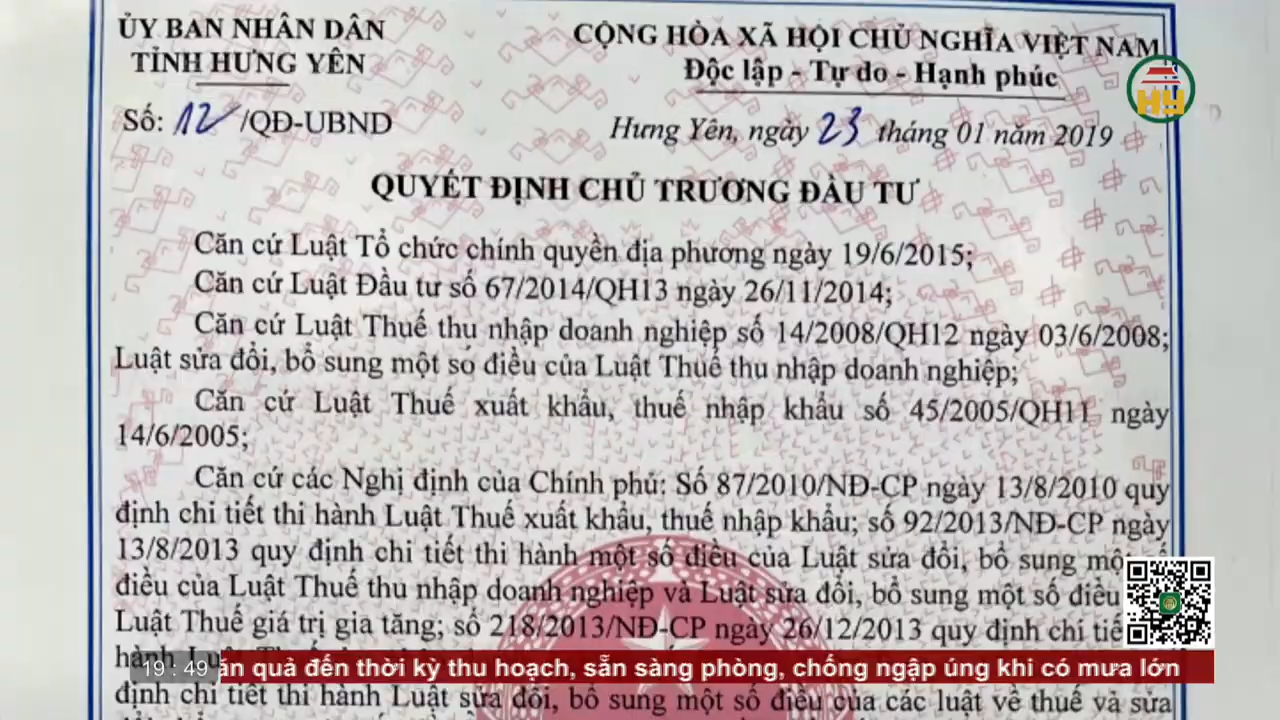 ỦY BAN NHÂN DÂN
TỈNH HƯNG YÊN
CỘNG HÒA XÃ HỘI CHỦ NGHĨA VIỆT NAM
Độc lập - Tự do - Hạnh phúc
HY
Số: 12/QĐ-UBND
Hưng Yên, ngày 23 tháng 01 năm 2019
QUYẾT ĐỊNH CHỦ TRƯƠNG ĐẦU TƯ
Căn cứ Luật Tổ chức chính quyền địa phương ngày 19/6/2015;
Căn cứ Luật Đầu tư số 67/2014/QH13 ngày 26/11/2014;
Căn cứ Luật Thuế thu nhập doanh nghiệp số 14/2008/QH12 ngày 03/6/2008;
Luật sửa đổi, bổ sung một số điều của Luật Thuế thu nhập doanh nghiệp;
Căn cứ Luật Thuế xuất khẩu, thuế nhập khẩu số 45/2005/QH11 ngày
14/6/2005;
Căn cứ các Nghị định của Chính phủ: Số 87/2010/NĐ-CP ngày 13/8/2010 quy
định chi tiết thi hành Luật Thuế xuất khẩu, thuế nhập khẩu; số 92/2013/NĐ-CP ngày
13/8/2013 quy định chi tiết thi hành một số điều của Luật sửa đổi, bổ sung một số
điều của Luật Thuế thu nhập doanh nghiệp và Luật sửa đổi, bổ sung một số điều
Luật Thuế giá trị gia tăng; số 218/2013/NĐ-CP ngày 26/12/2013 quy định chi tiế
hành
19:49 ăn quả đến thời kỳ thu hoạch, sẵn sàng phòng, chống ngập úng khi có mưa lớn
định chi tiết thi hành Luật sửa đổi, bổ sung một số điều của các luật về thuế và sửa